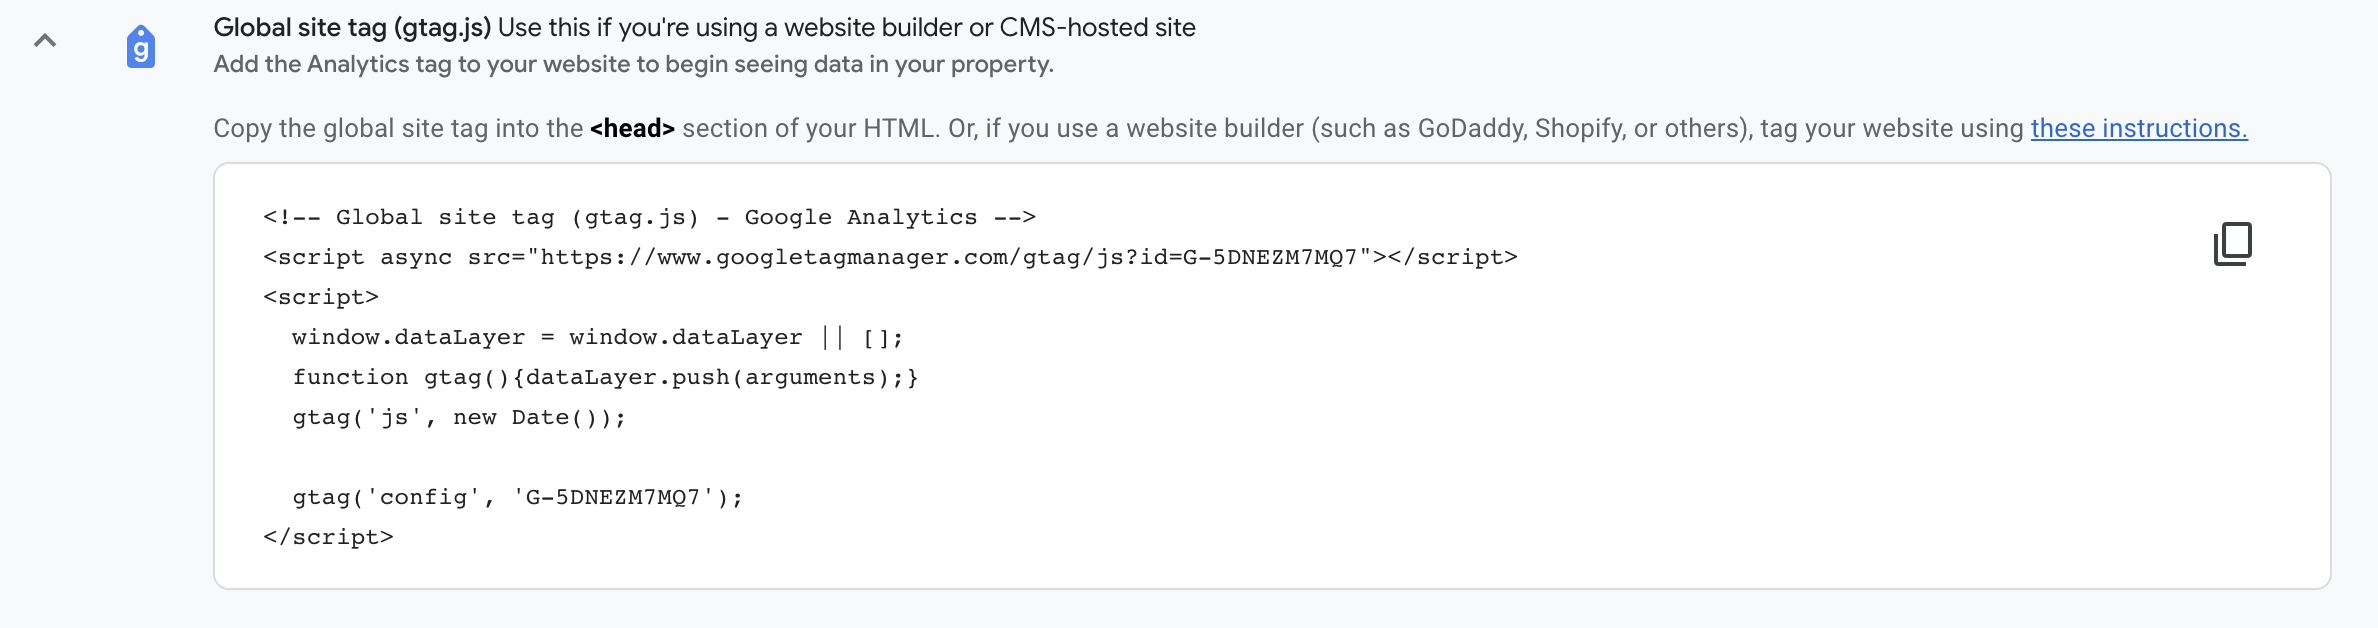 g
Global site tag (gtag.js) Use this if you're using a website builder or CMS-hosted site
Add the Analytics tag to your website to begin seeing data in your property.
Copy the global site tag into the <head> section of your HTML. Or, if you use a website builder (such as GoDaddy, Shopify, or others), tag your website using these instructions.
<!-- Global site tag (gtag.js) - Google Analytics -->
<script async src="https://www.googletagmanager.com/gtag/js?id=G-5DNEZM7MQ7"></script>
<script>
  window.dataLayer = window.dataLayer || [];
  function gtag(){dataLayer.push(arguments);}
  gtag('js', new Date());

  gtag('config', 'G-5DNEZM7MQ7');
</script>